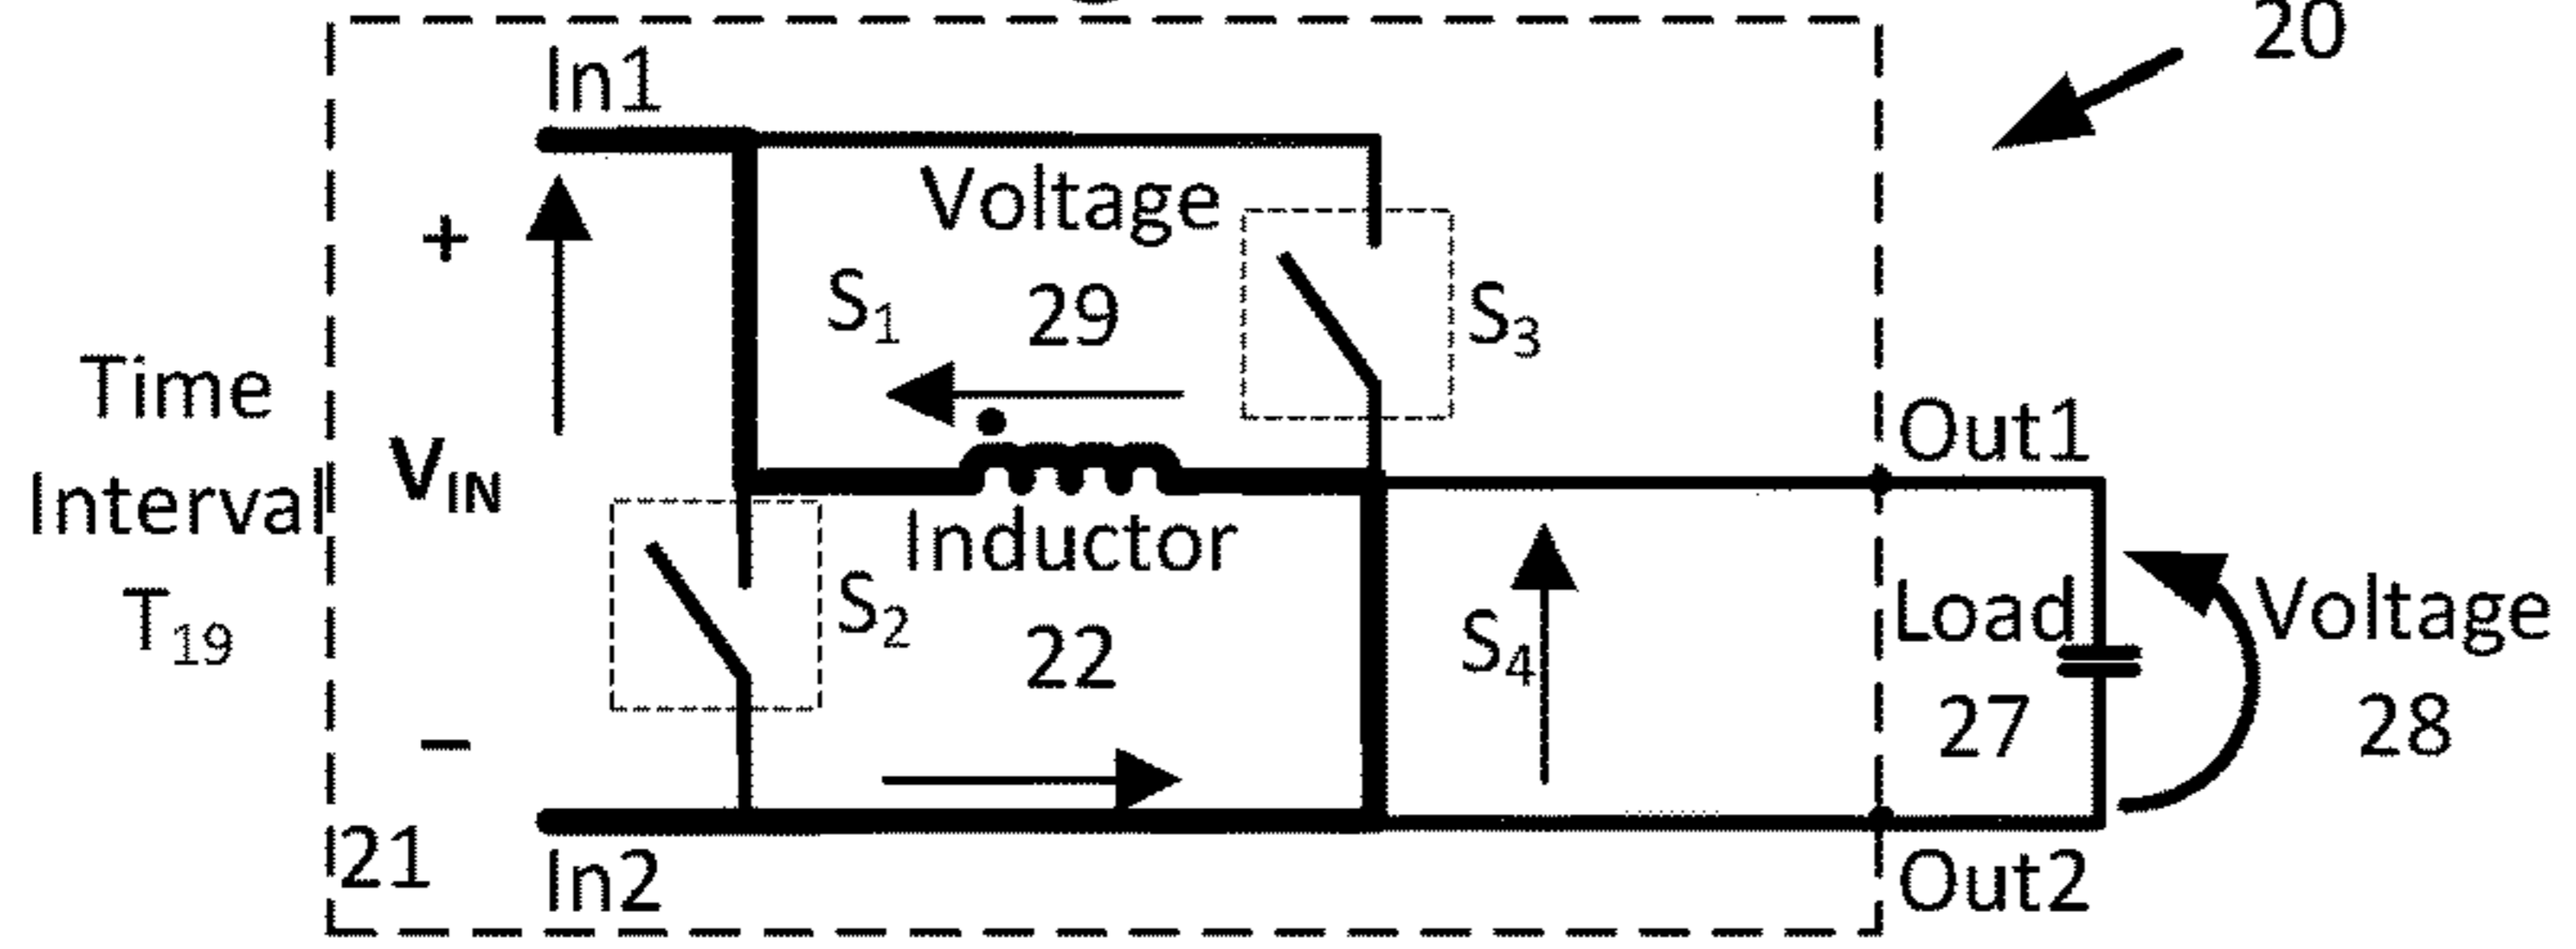 20
In1
+
Voltage
29
S1
S3
Time
Interval
T19
VIN
Out1
Inductor
22
S2
S4
Load
27
Voltage
28
−
21
In2
Out2